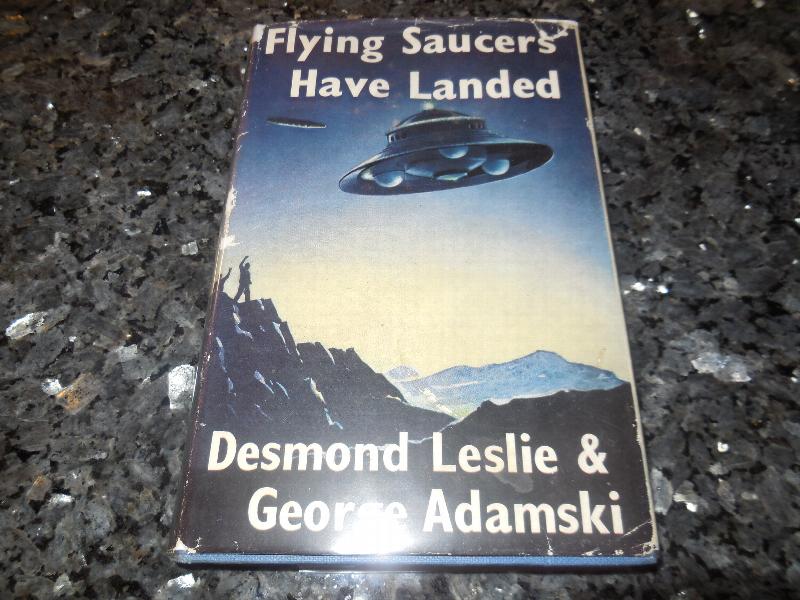 Flying Saucers
Have Landed
Desmond Leslie &
George Adamski